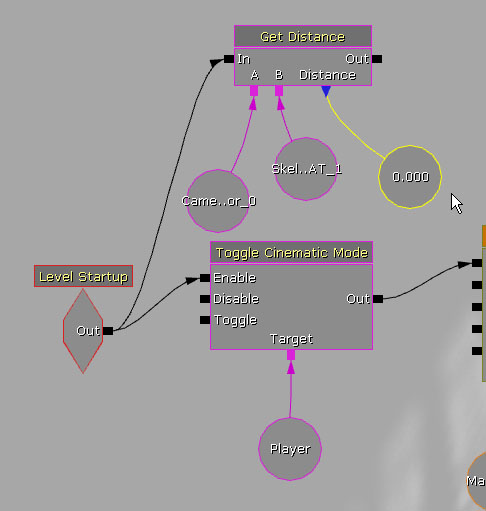 Get Distance
In Out
A B Distance
Came..or_0
Skel..AT_1
0.000
Toggle Cinematic Mode
Level Startup
Enable
Disable
Out
Out
Toggle
Target
Player
Ma